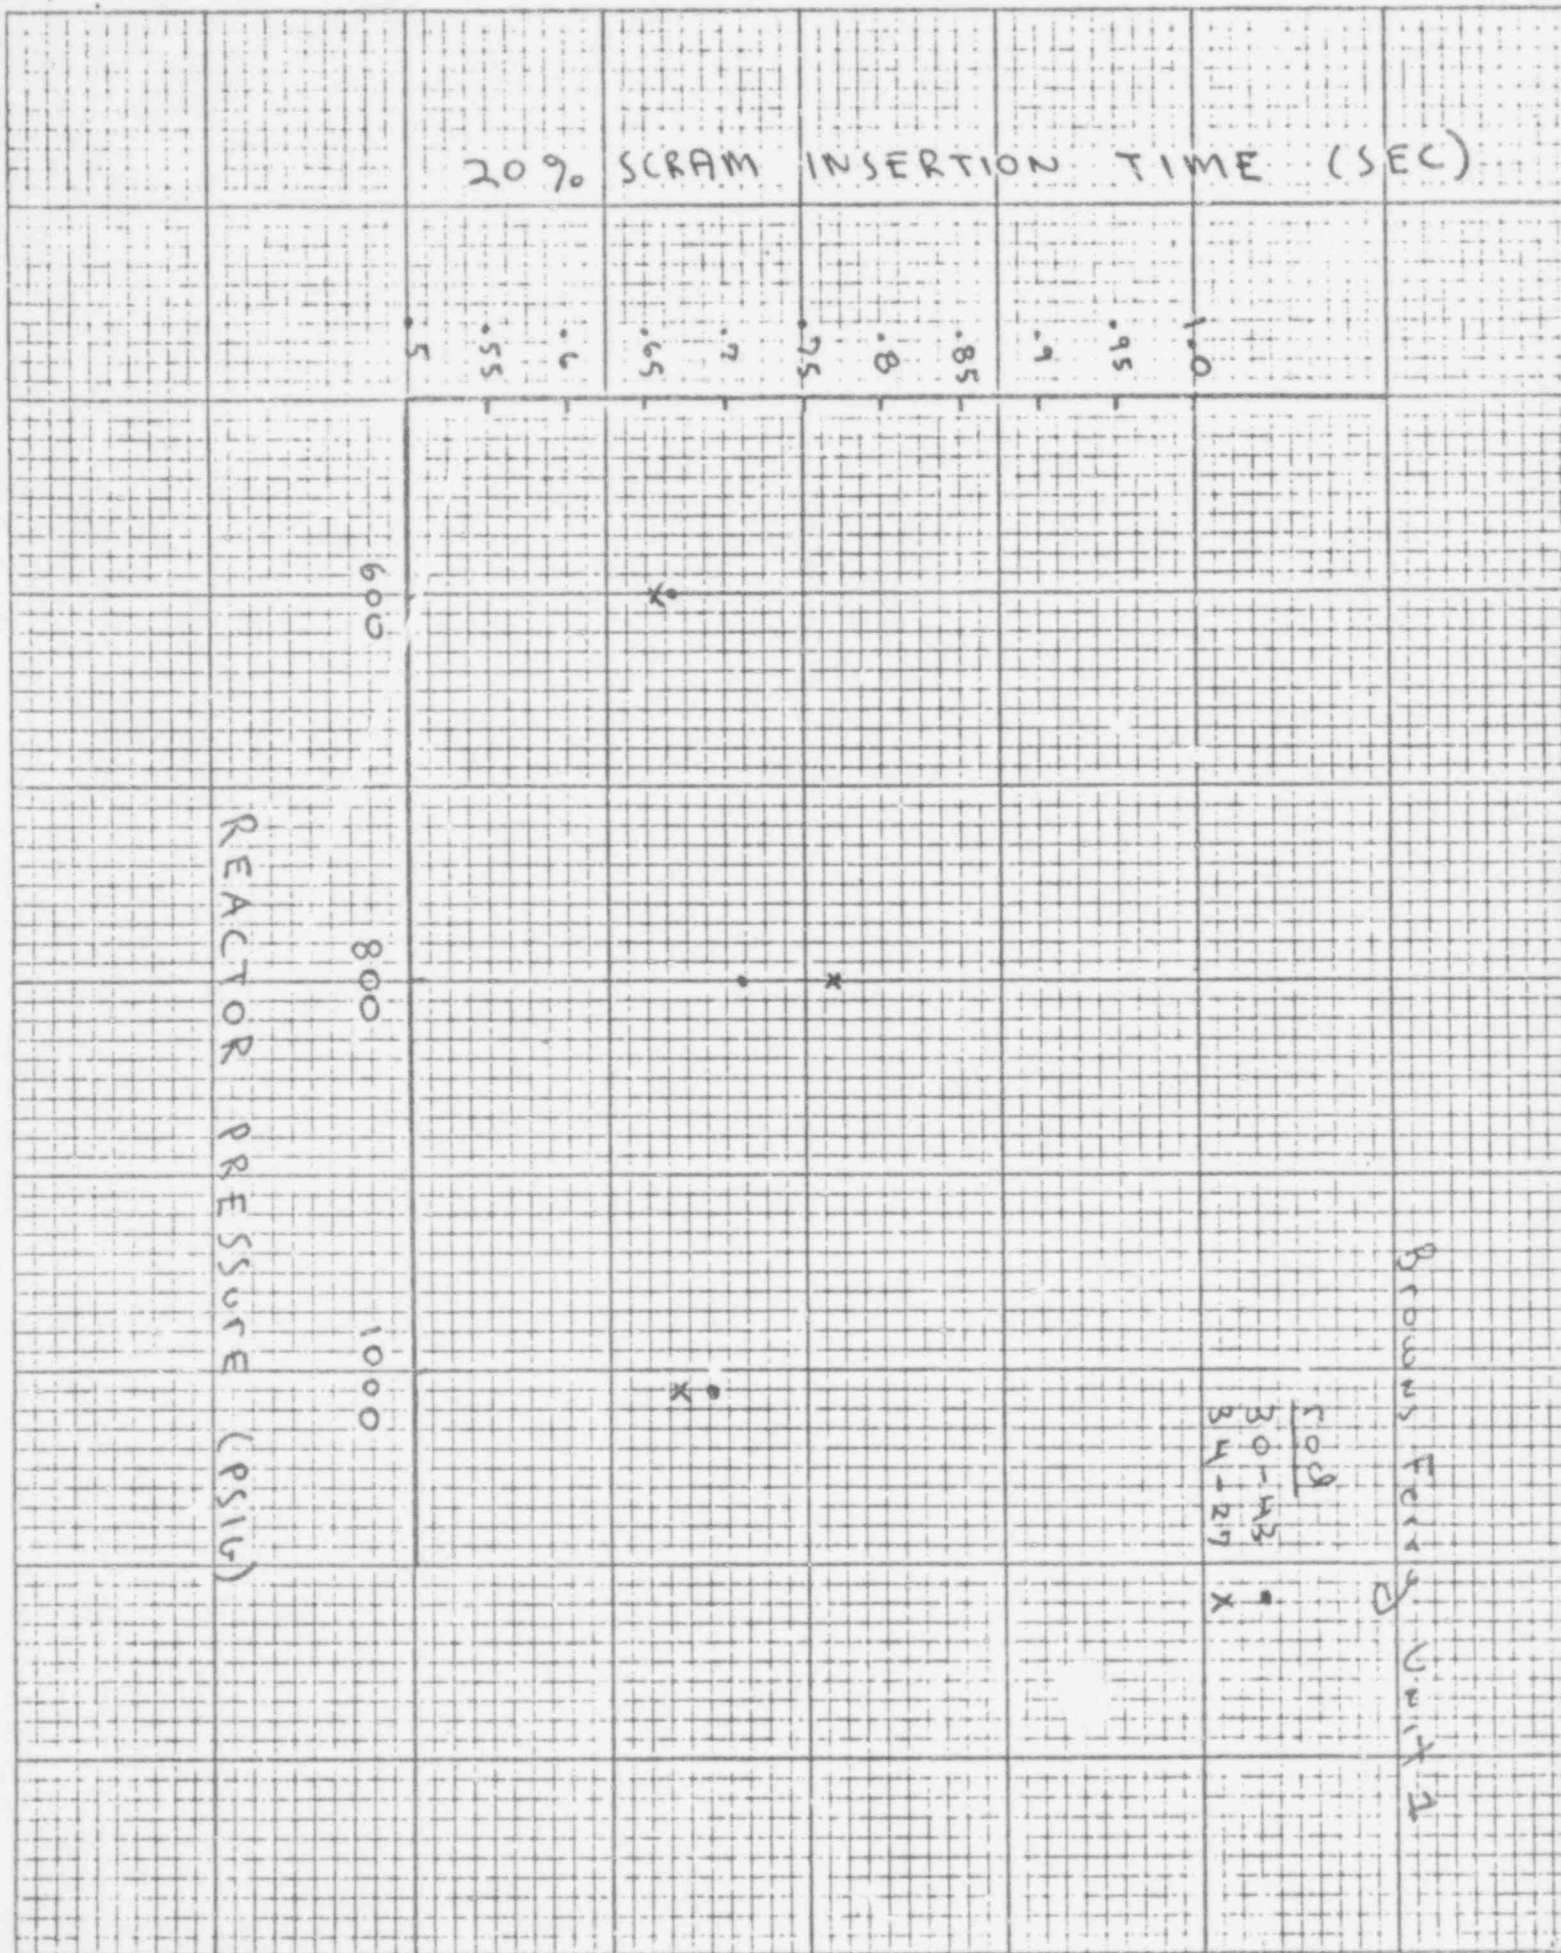 Browns Ferry Unit 1
rod
30-43 •
34-27 x
20% SCRAM INSERTION TIME (SEC)
1.0
.95
.9
.85
.8
.75
.7
.65
.6
.55
.5
600 800 1000
REACTOR PRESSURE (PSIG)